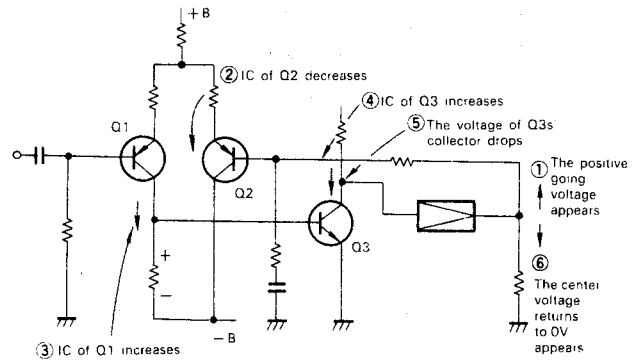 +B
② IC of Q2 decreases
④ IC of Q3 increases
⑤ The voltage of Q3s'
collector drops
Q1
Q2
① The positive
going
voltage
appears
+
−
Q3
⑥
The center
voltage
returns
to 0V
appears
−B
③ IC of Q1 increases